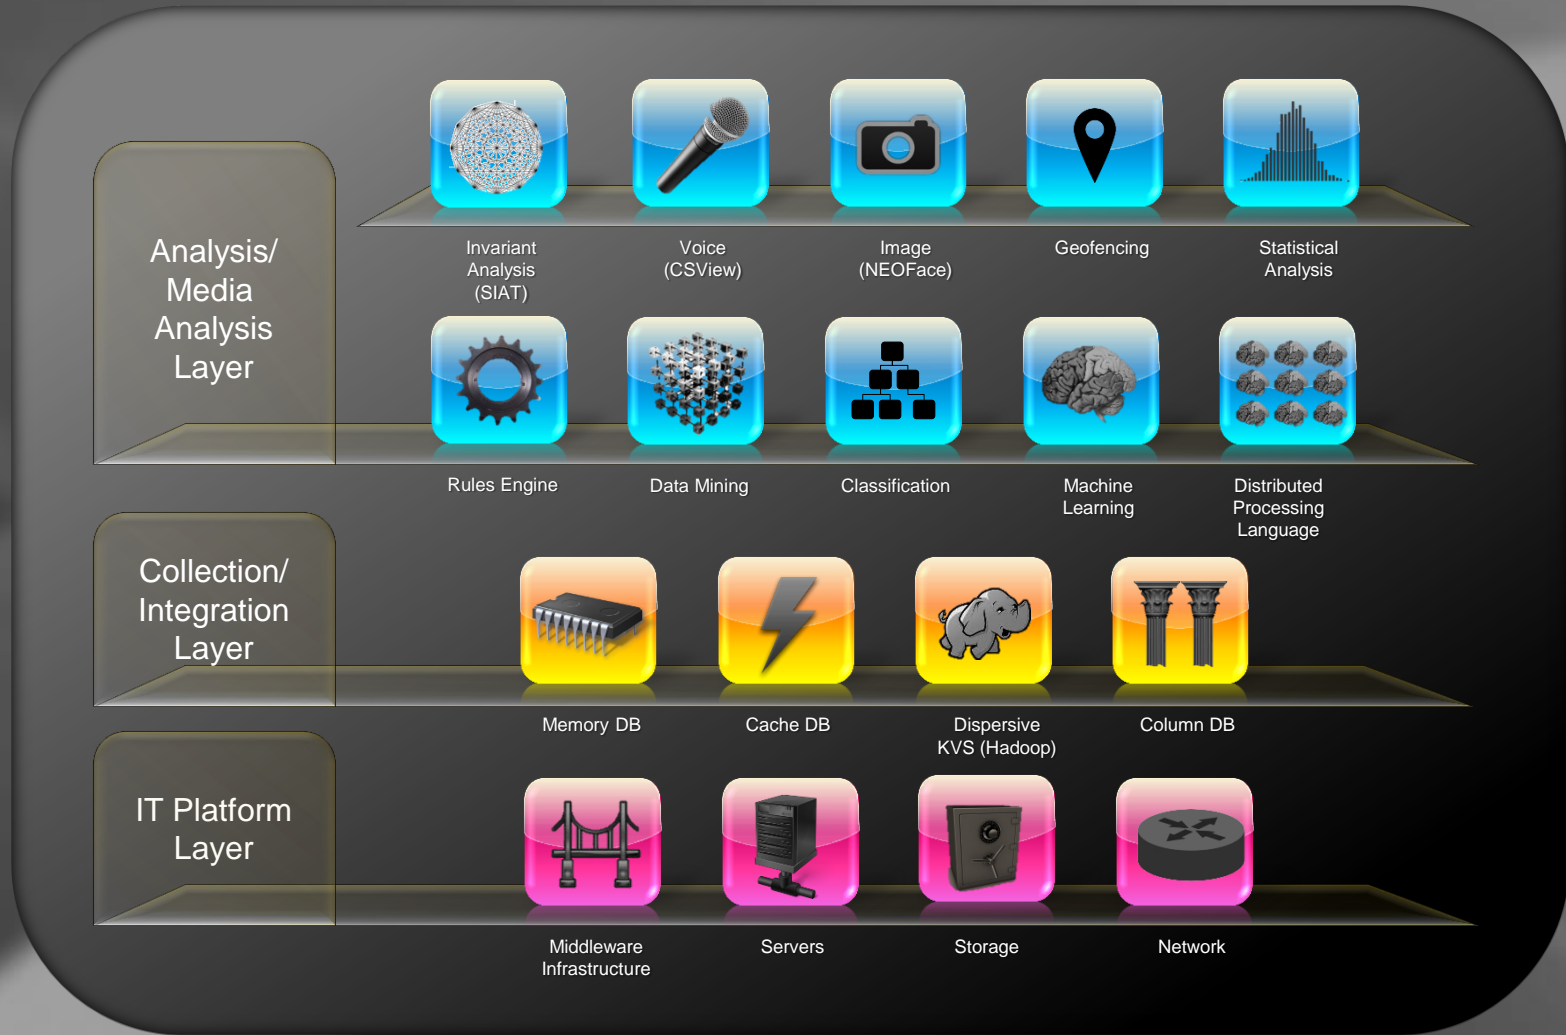 Analysis/
Media
Analysis
Layer
Invariant
Analysis
(SIAT)
Voice
(CSView)
Image
(NEOFace)
Geofencing
Statistical
Analysis
Rules Engine
Data Mining
Classification
Machine
Learning
Distributed
Processing
Language
Collection/
Integration
Layer
Memory DB
Cache DB
Dispersive
KVS (Hadoop)
Column DB
IT Platform
Layer
Middleware
Infrastructure
Servers
Storage
Network